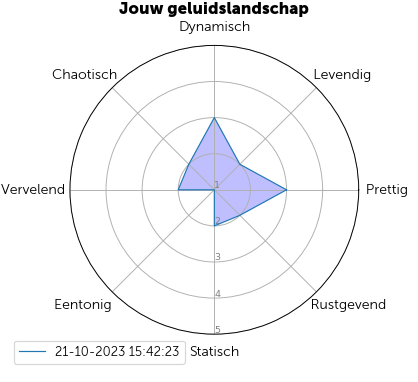 Jouw geluidslandschap
Dynamisch
Chaotisch
Levendig
Vervelend
1
Prettig
2
3
Eentonig
4
Rustgevend
5
21-10-2023 15:42:23
Statisch